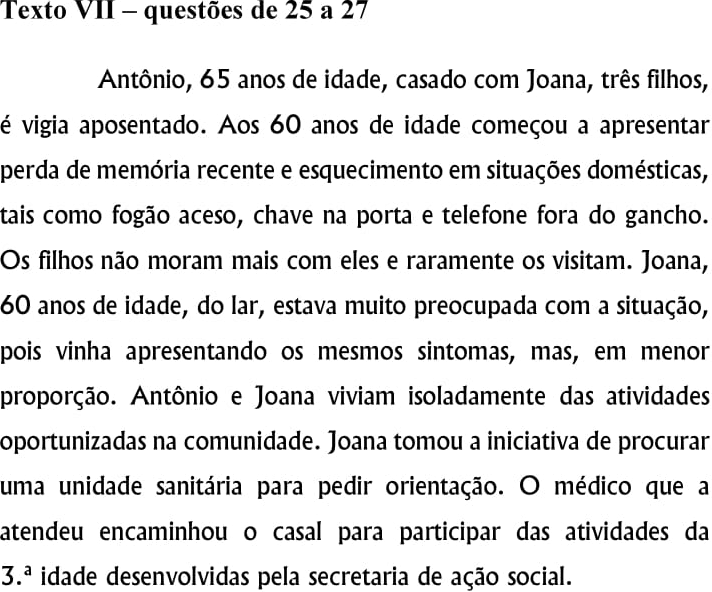 Texto VII – questões de 25 a 27
Antônio, 65 anos de idade, casado com Joana, três filhos,
é vigia aposentado. Aos 60 anos de idade começou a apresentar
perda de memória recente e esquecimento em situações domésticas,
tais como fogão aceso, chave na porta e telefone fora do gancho.
Os filhos não moram mais com eles e raramente os visitam. Joana,
60 anos de idade, do lar, estava muito preocupada com a situação,
pois vinha apresentando os mesmos sintomas, mas, em menor
proporção. Antônio e Joana viviam isoladamente das atividades
oportunizadas na comunidade. Joana tomou a iniciativa de procurar
uma unidade sanitária para pedir orientação. O médico que a
atendeu encaminhou o casal para participar das atividades da
3.ª idade desenvolvidas pela secretaria de ação social.